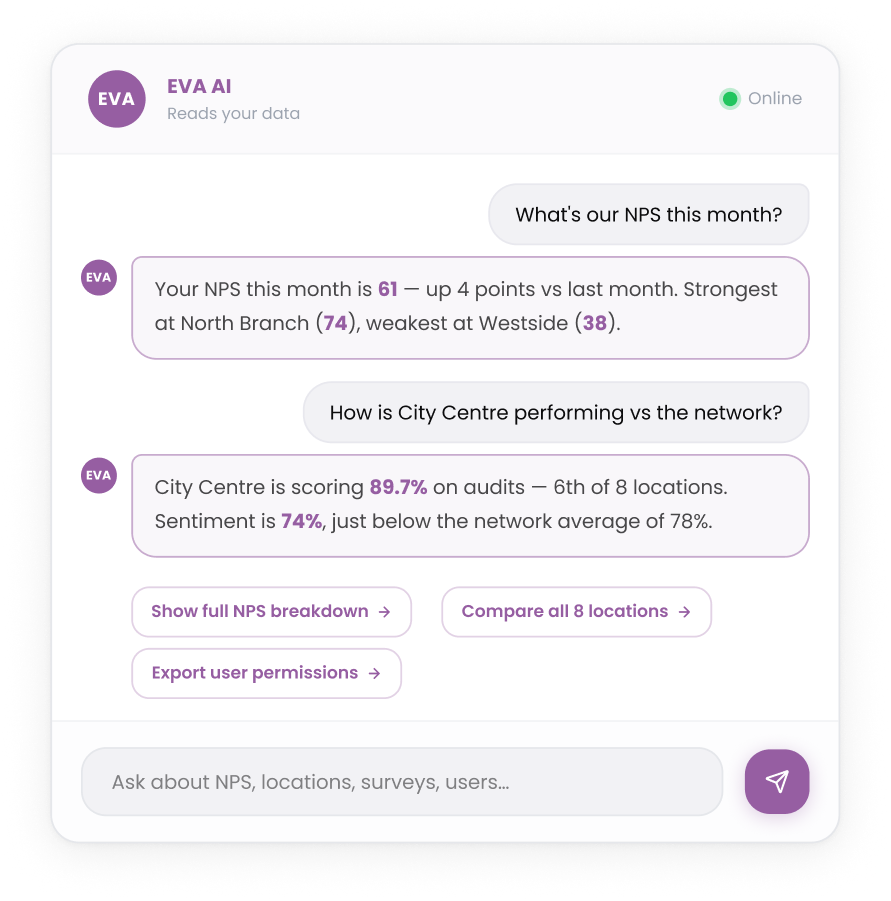 EVA
EVA AI
Reads your data
Online
What's our NPS this month?
EVA
Your NPS this month is 61 — up 4 points vs last month. Strongest
at North Branch (74), weakest at Westside (38).
How is City Centre performing vs the network?
EVA
City Centre is scoring 89.7% on audits — 6th of 8 locations.
Sentiment is 74%, just below the network average of 78%.
Show full NPS breakdown →
Compare all 8 locations →
Export user permissions →
Ask about NPS, locations, surveys, users...